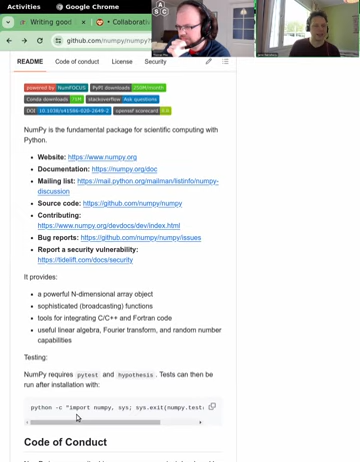 Activities Google Chrome
Writing good
Collaborati
github.com/numpy/numpy?
README Code of conduct License Security
powered by NumFOCUS PyPI downloads
Conda downloads stackoverflow Ask questions
DOI 10.1038/s41586-020-2649-2 openssf scorecard
NumPy is the fundamental package for scientific computing with
Python.
Website: https://www.numpy.org
Documentation: https://numpy.org/doc
Mailing list: https://mail.python.org/mailman/listinfo/numpy-
discussion
Source code: https://github.com/numpy/numpy
Contributing:
https://www.numpy.org/devdocs/dev/index.html
Bug reports: https://github.com/numpy/numpy/issues
Report a security vulnerability:
https://tidelift.com/docs/security
It provides:
a powerful N-dimensional array object
sophisticated (broadcasting) functions
tools for integrating C/C++ and Fortran code
useful linear algebra, Fourier transform, and random number
capabilities
Testing:
NumPy requires pytest and hypothesis. Tests can then be
run after installation with:
python -c "import numpy, sys; sys.exit(numpy.test(
Code of Conduct